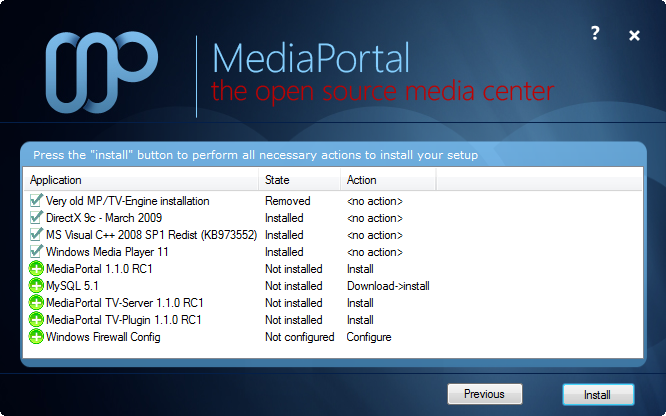 mp
?
MediaPortal
the open source media center
Press the "install" button to perform all necessary actions to install your setup
Application State Action
Very old MP/TV-Engine installation Removed <no action>
DirectX 9c - March 2009 Installed <no action>
MS Visual C++ 2008 SP1 Redist (KB973552) Installed <no action>
Windows Media Player 11 Installed <no action>
MediaPortal 1.1.0 RC1 Not installed Install
MySQL 5.1 Not installed Download->install
MediaPortal TV-Server 1.1.0 RC1 Not installed Install
MediaPortal TV-Plugin 1.1.0 RC1 Not installed Install
Windows Firewall Config Not configured Configure
Previous Install